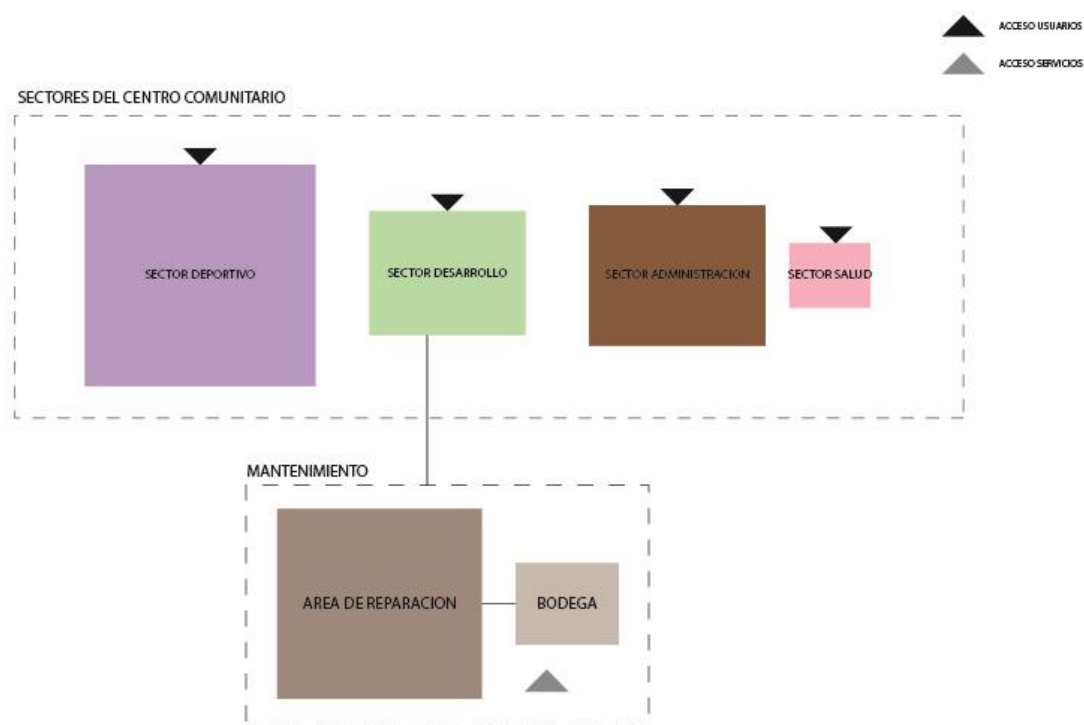 ACCESO USUARIOS
ACCESO SERVICIOS
SECTORES DEL CENTRO COMUNITARIO
SECTOR DEPORTIVO
SECTOR DESARROLLO
SECTOR ADMINISTRACION
SECTOR SALUD
MANTENIMIENTO
AREA DE REPARACION
BODEGA